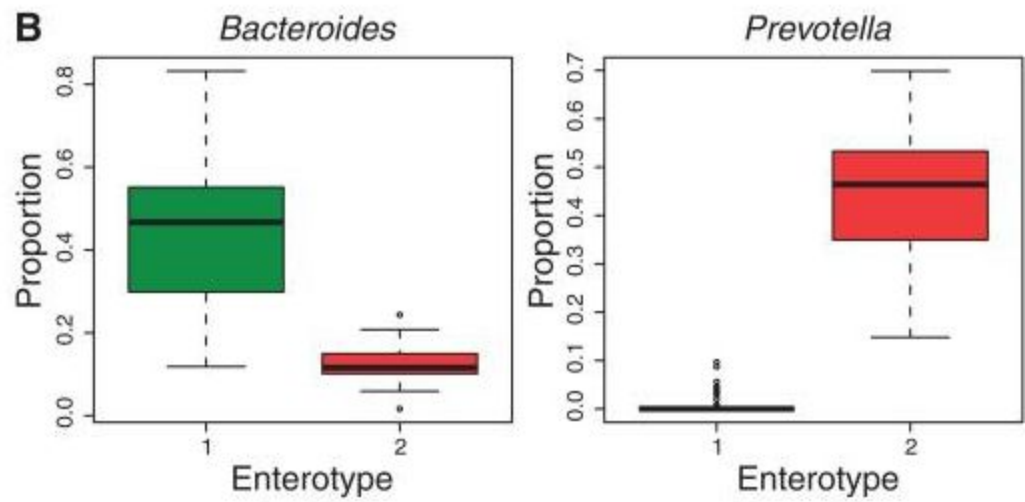 B
Bacteroides
Proportion
0.8
0.6
0.4
0.2
0.0
1
2
Enterotype
Prevotella
Proportion
0.7
0.6
0.5
0.4
0.3
0.2
0.1
0.0
1
2
Enterotype